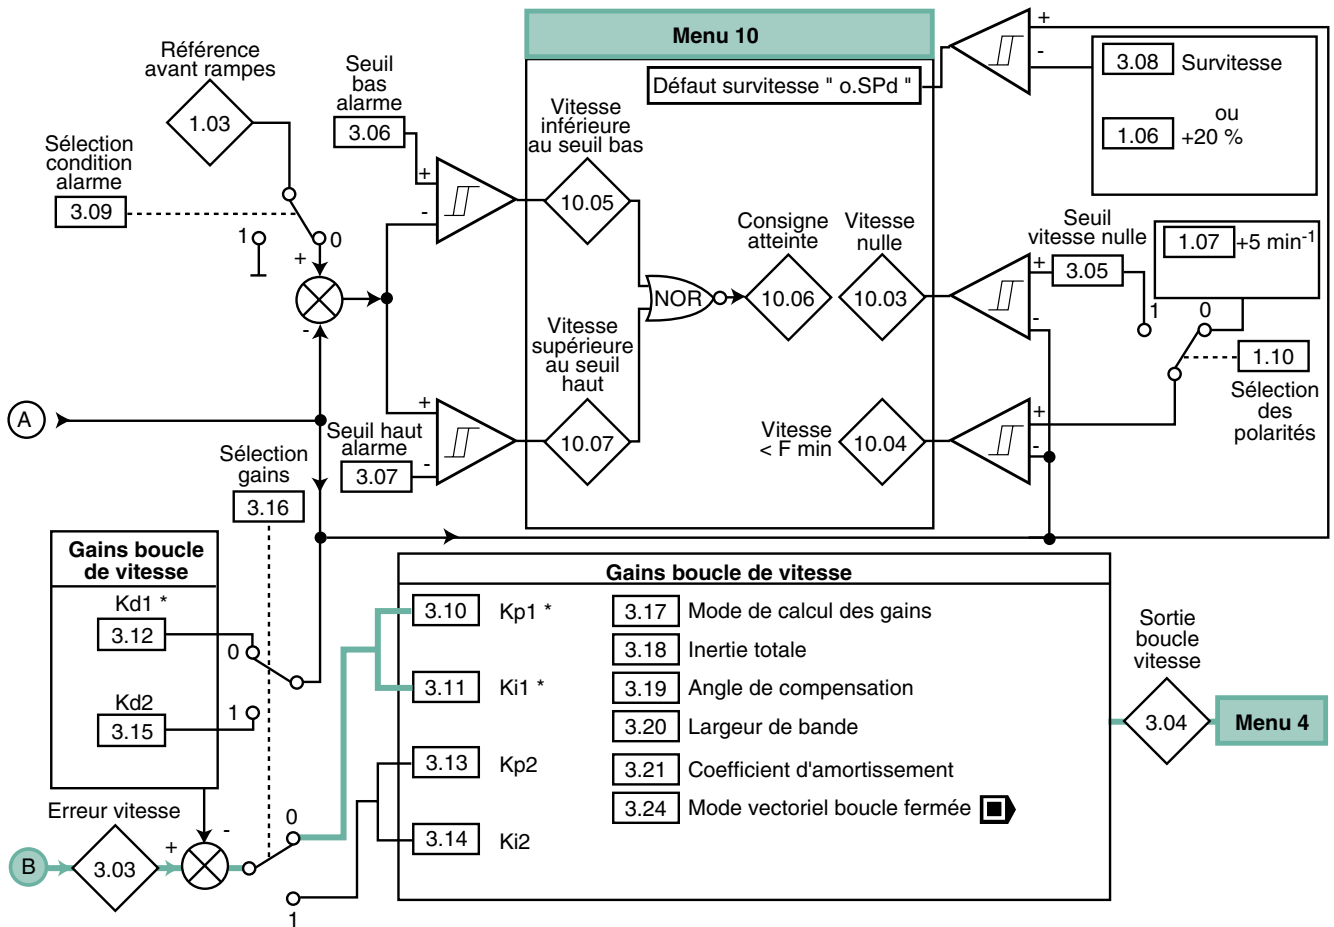 Menu 10
Référence
avant rampes
1.03
Seuil
bas
alarme
3.06
Défaut survitesse " o.SPd "
+
-
3.08 Survitesse
ou
1.06 +20 %
Sélection
condition
alarme
3.09
1
0
+
-
+
-
Vitesse
inférieure
au seuil bas
10.05
Consigne
atteinte
10.06
NOR
Vitesse
nulle
10.03
+
-
Seuil
vitesse nulle
3.05
1.07 +5 min-1
1
0
1.10
Sélection
des
polarités
A
Vitesse
supérieure
au seuil
haut
10.07
+
-
Seuil haut
alarme
3.07
Vitesse
< F min
10.04
+
-
Sélection
gains
3.16
Gains boucle
de vitesse
Kd1 *
3.12
0
Kd2
3.15
1
Gains boucle de vitesse
3.10 Kp1 *
3.11 Ki1 *
3.13 Kp2
3.14 Ki2
3.17 Mode de calcul des gains
3.18 Inertie totale
3.19 Angle de compensation
3.20 Largeur de bande
3.21 Coefficient d'amortissement
3.24 Mode vectoriel boucle fermée
Sortie
boucle
vitesse
3.04
Menu 4
Erreur vitesse
B
3.03
+
-
0
1